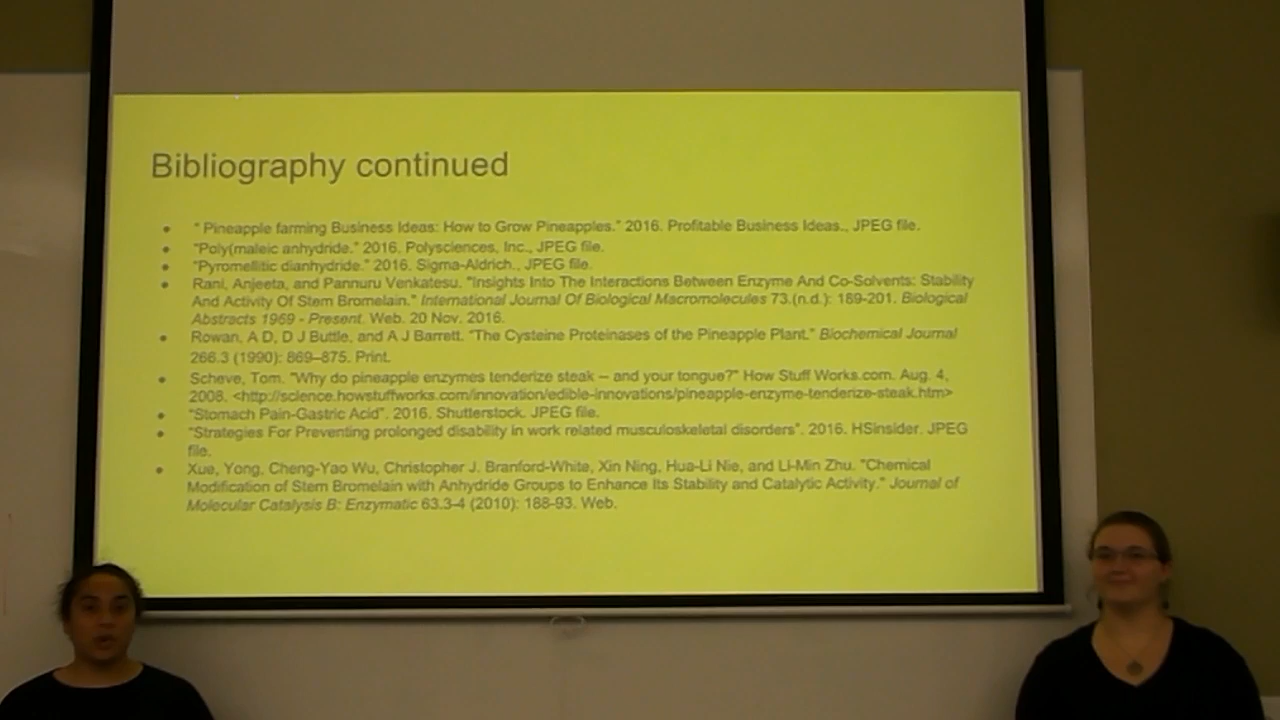 Bibliography continued
• " Pineapple farming Business Ideas: How to Grow Pineapples." 2016. Profitable Business Ideas., JPEG file.
• "Poly(maleic anhydride." 2016. Polysciences, Inc., JPEG file.
• "Pyromellitic dianhydride." 2016. Sigma-Aldrich., JPEG file.
• Rani, Anjeeta, and Pannuru Venkatesu. "Insights Into The Interactions Between Enzyme And Co-Solvents: Stability
And Activity Of Stem Bromelain." International Journal Of Biological Macromolecules 73.(n.d.): 189-201. Biological
Abstracts 1969 - Present. Web. 20 Nov. 2016.
• Rowan, A D, D J Buttle, and A J Barrett. "The Cysteine Proteinases of the Pineapple Plant." Biochemical Journal
266.3 (1990): 869–875. Print.
• Scheve, Tom. "Why do pineapple enzymes tenderize steak – and your tongue?" How Stuff Works.com. Aug. 4,
2008. <http://science.howstuffworks.com/innovation/edible-innovations/pineapple-enzyme-tenderize-steak.htm>
• "Stomach Pain-Gastric Acid". 2016. Shutterstock. JPEG file.
• "Strategies For Preventing prolonged disability in work related musculoskeletal disorders". 2016. HSinsider. JPEG
file.
• Xue, Yong, Cheng-Yao Wu, Christopher J. Branford-White, Xin Ning, Hua-Li Nie, and Li-Min Zhu. "Chemical
Modification of Stem Bromelain with Anhydride Groups to Enhance Its Stability and Catalytic Activity." Journal of
Molecular Catalysis B: Enzymatic 63.3-4 (2010): 188-93. Web.